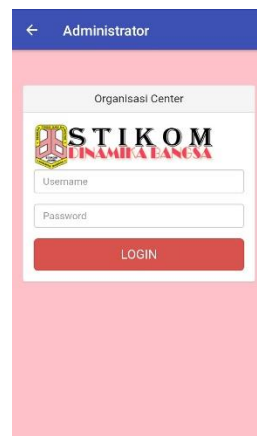 Administrator
Organisasi Center
STIKOM
DINAMIKA BANGSA
Username
Password
LOGIN